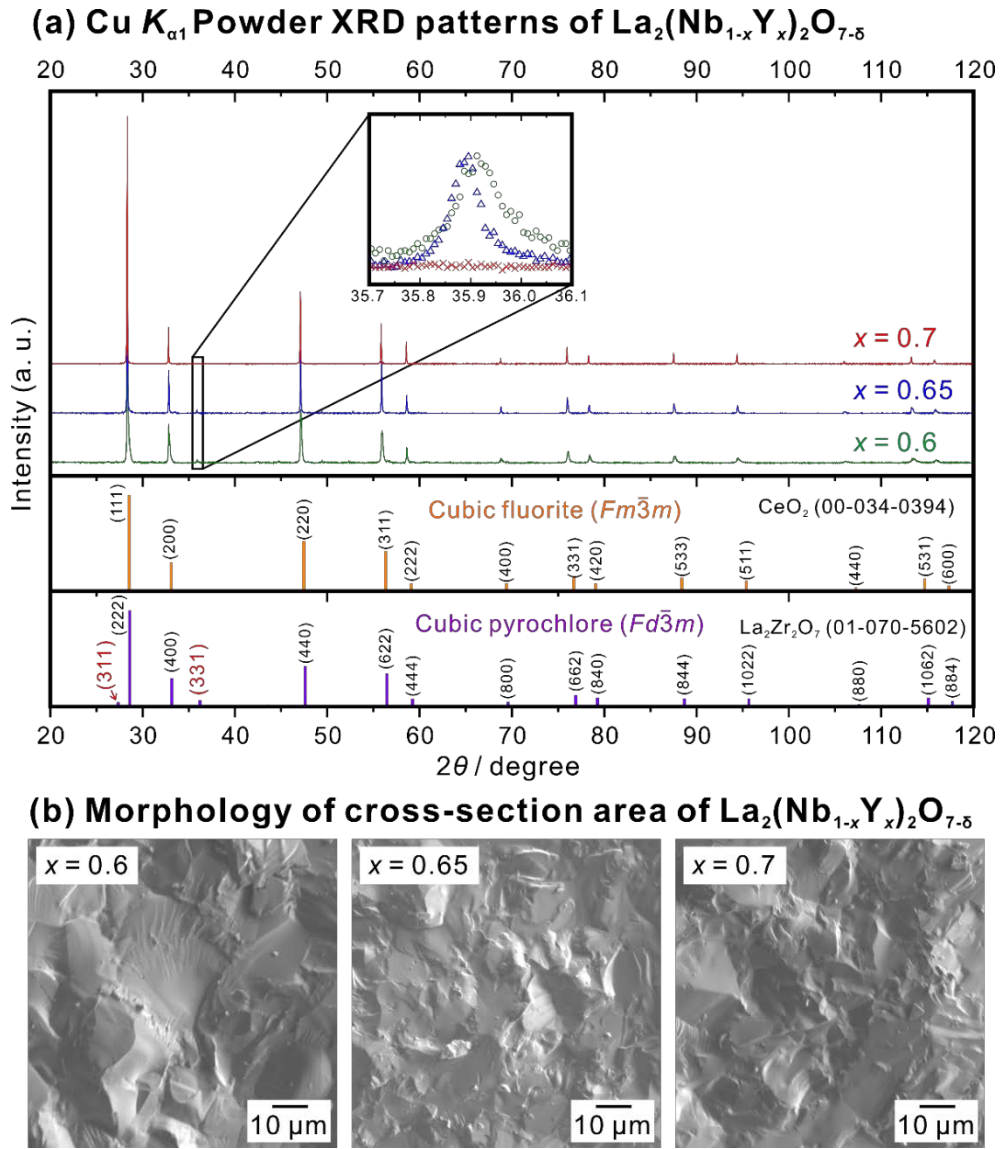 (a) Cu Kα1 Powder XRD patterns of La2(Nb1-xYx)2O7-δ
20 30 40 50 60 70 80 90 100 110 120
35.7 35.8 35.9 36.0 36.1
Intensity (a. u.)
x = 0.7
x = 0.65
x = 0.6
Cubic fluorite (Fm3̄m)
CeO2 (00-034-0394)
(111) (200) (220) (311) (222) (400) (331) (420) (533) (511) (440) (531) (600)
Cubic pyrochlore (Fd3̄m)
La2Zr2O7 (01-070-5602)
(311) (222) (400) (331) (440) (622) (444) (800) (662) (840) (844) (1022) (880) (1062) (884)
20 30 40 50 60 70 80 90 100 110 120
2θ / degree
(b) Morphology of cross-section area of La2(Nb1-xYx)2O7-δ
x = 0.6
x = 0.65
x = 0.7
10 μm
10 μm
10 μm